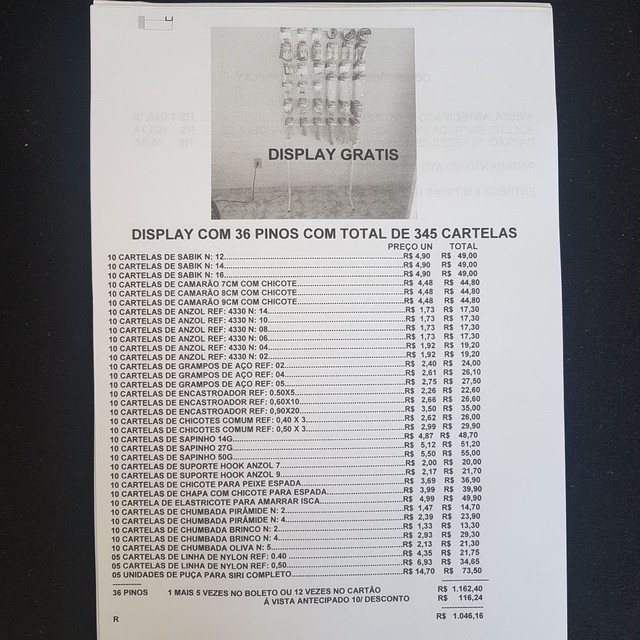 DISPLAY GRATIS
DISPLAY COM 36 PINOS COM TOTAL DE 345 CARTELAS
PREÇO UN TOTAL
10 CARTELAS DE SABIK N: 12 R$ 4,90 R$ 49,00
10 CARTELAS DE SABIK N: 14 R$ 4,90 R$ 49,00
10 CARTELAS DE SABIK N: 16 R$ 4,90 R$ 49,00
10 CARTELAS DE CAMARÃO 7CM COM CHICOTE R$ 4,48 R$ 44,80
10 CARTELAS DE CAMARÃO 8CM COM CHICOTE R$ 4,48 R$ 44,80
10 CARTELAS DE CAMARÃO 9CM COM CHICOTE R$ 4,48 R$ 44,80
10 CARTELAS DE ANZOL REF: 4330 N: 14 R$ 1,73 R$ 17,30
10 CARTELAS DE ANZOL REF: 4330 N: 10 R$ 1,73 R$ 17,30
10 CARTELAS DE ANZOL REF: 4330 N: 08 R$ 1,73 R$ 17,30
10 CARTELAS DE ANZOL REF: 4330 N: 06 R$ 1,73 R$ 17,30
10 CARTELAS DE ANZOL REF: 4330 N: 04 R$ 1,92 R$ 19,20
10 CARTELAS DE ANZOL REF: 4330 N: 02 R$ 1,92 R$ 19,20
10 CARTELAS DE GRAMPOS DE AÇO REF: 02 R$ 2,40 R$ 24,00
10 CARTELAS DE GRAMPOS DE AÇO REF: 04 R$ 2,61 R$ 26,10
10 CARTELAS DE GRAMPOS DE AÇO REF: 05 R$ 2,75 R$ 27,50
10 CARTELAS DE ENCASTROADOR REF: 0.50X5 R$ 2,26 R$ 22,60
10 CARTELAS DE ENCASTROADOR REF: 0,60X10 R$ 2,66 R$ 26,60
10 CARTELAS DE ENCASTROADOR REF: 0,90X20 R$ 3,50 R$ 35,00
10 CARTELAS DE CHICOTES COMUM REF: 0,40 X 3 R$ 2,62 R$ 26,00
10 CARTELAS DE CHICOTES COMUM REF: 0,50 X 3 R$ 2,99 R$ 29,90
10 CARTELAS DE SAPINHO 14G R$ 4,87 R$ 48,70
10 CARTELAS DE SAPINHO 27G R$ 5,12 R$ 51,20
10 CARTELAS DE SAPINHO 50G R$ 5,50 R$ 55,00
10 CARTELAS DE SUPORTE HOOK ANZOL 7 R$ 2,00 R$ 20,00
10 CARTELAS DE SUPORTE HOOK ANZOL 9 R$ 2,17 R$ 21,70
10 CARTELAS DE CHICOTE PARA PEIXE ESPADA R$ 3,69 R$ 36,90
10 CARTELAS DE CHAPA COM CHICOTE PARA ESPADA R$ 3,99 R$ 39,90
10 CARTELA DE ELASTRICOTE PARA AMARRAR ISCA R$ 4,99 R$ 49,90
10 CARTELAS DE CHUMBADA PIRÂMIDE N: 2 R$ 1,47 R$ 14,70
10 CARTELAS DE CHUMBADA PIRÂMIDE N: 4 R$ 2,39 R$ 23,90
10 CARTELAS DE CHUMBADA BRINCO N: 2 R$ 1,33 R$ 13,30
10 CARTELAS DE CHUMBADA BRINCO N: 4 R$ 2,93 R$ 29,30
10 CARTELAS DE CHUMBADA OLIVA N: 5 R$ 2,13 R$ 21,30
05 CARTELAS DE LINHA DE NYLON REF: 0.40 R$ 4,35 R$ 21,75
05 CARTELAS DE LINHA DE NYLON REF: 0,50 R$ 6,93 R$ 34,65
05 UNIDADES DE PUÇA PARA SIRI COMPLETO R$ 14,70 R$ 73,50
36 PINOS 1 MAIS 5 VEZES NO BOLETO OU 12 VEZES NO CARTÃO R$ 1.162,40
Á VISTA ANTECIPADO 10/ DESCONTO R$ 116,24
R R$ 1.046,16